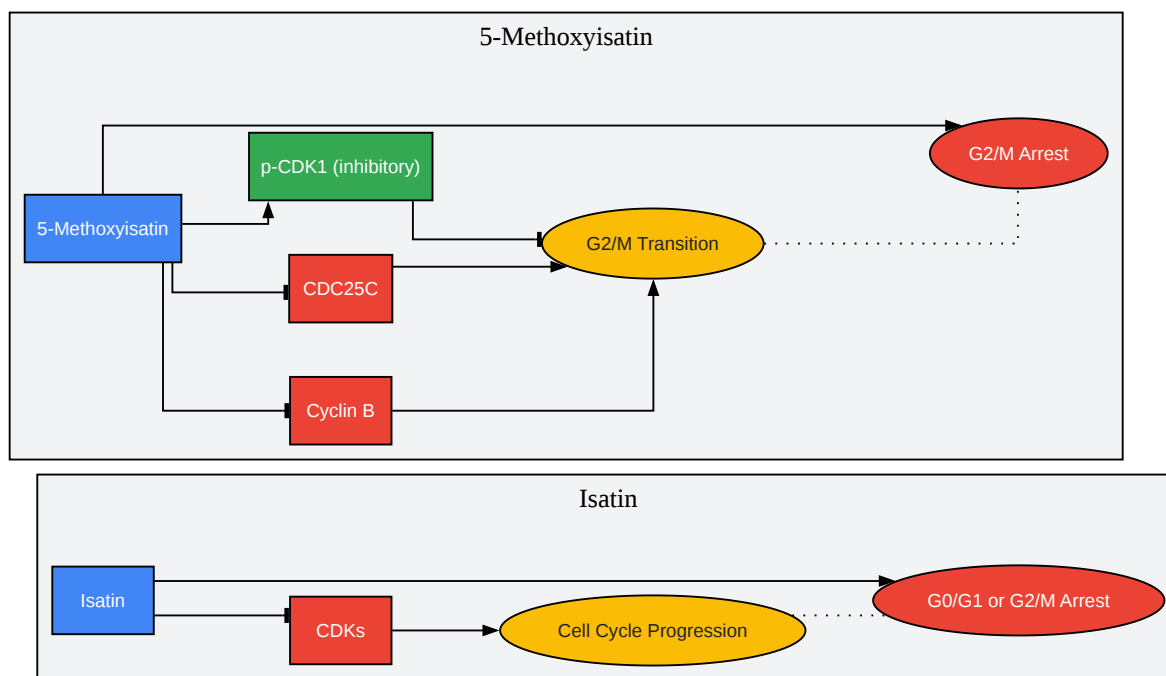 5-Methoxyisatin
G2/M Arrest
p-CDK1 (inhibitory)
5-Methoxyisatin
G2/M Transition
CDC25C
Cyclin B
Isatin
Isatin
G0/G1 or G2/M Arrest
CDKs
Cell Cycle Progression